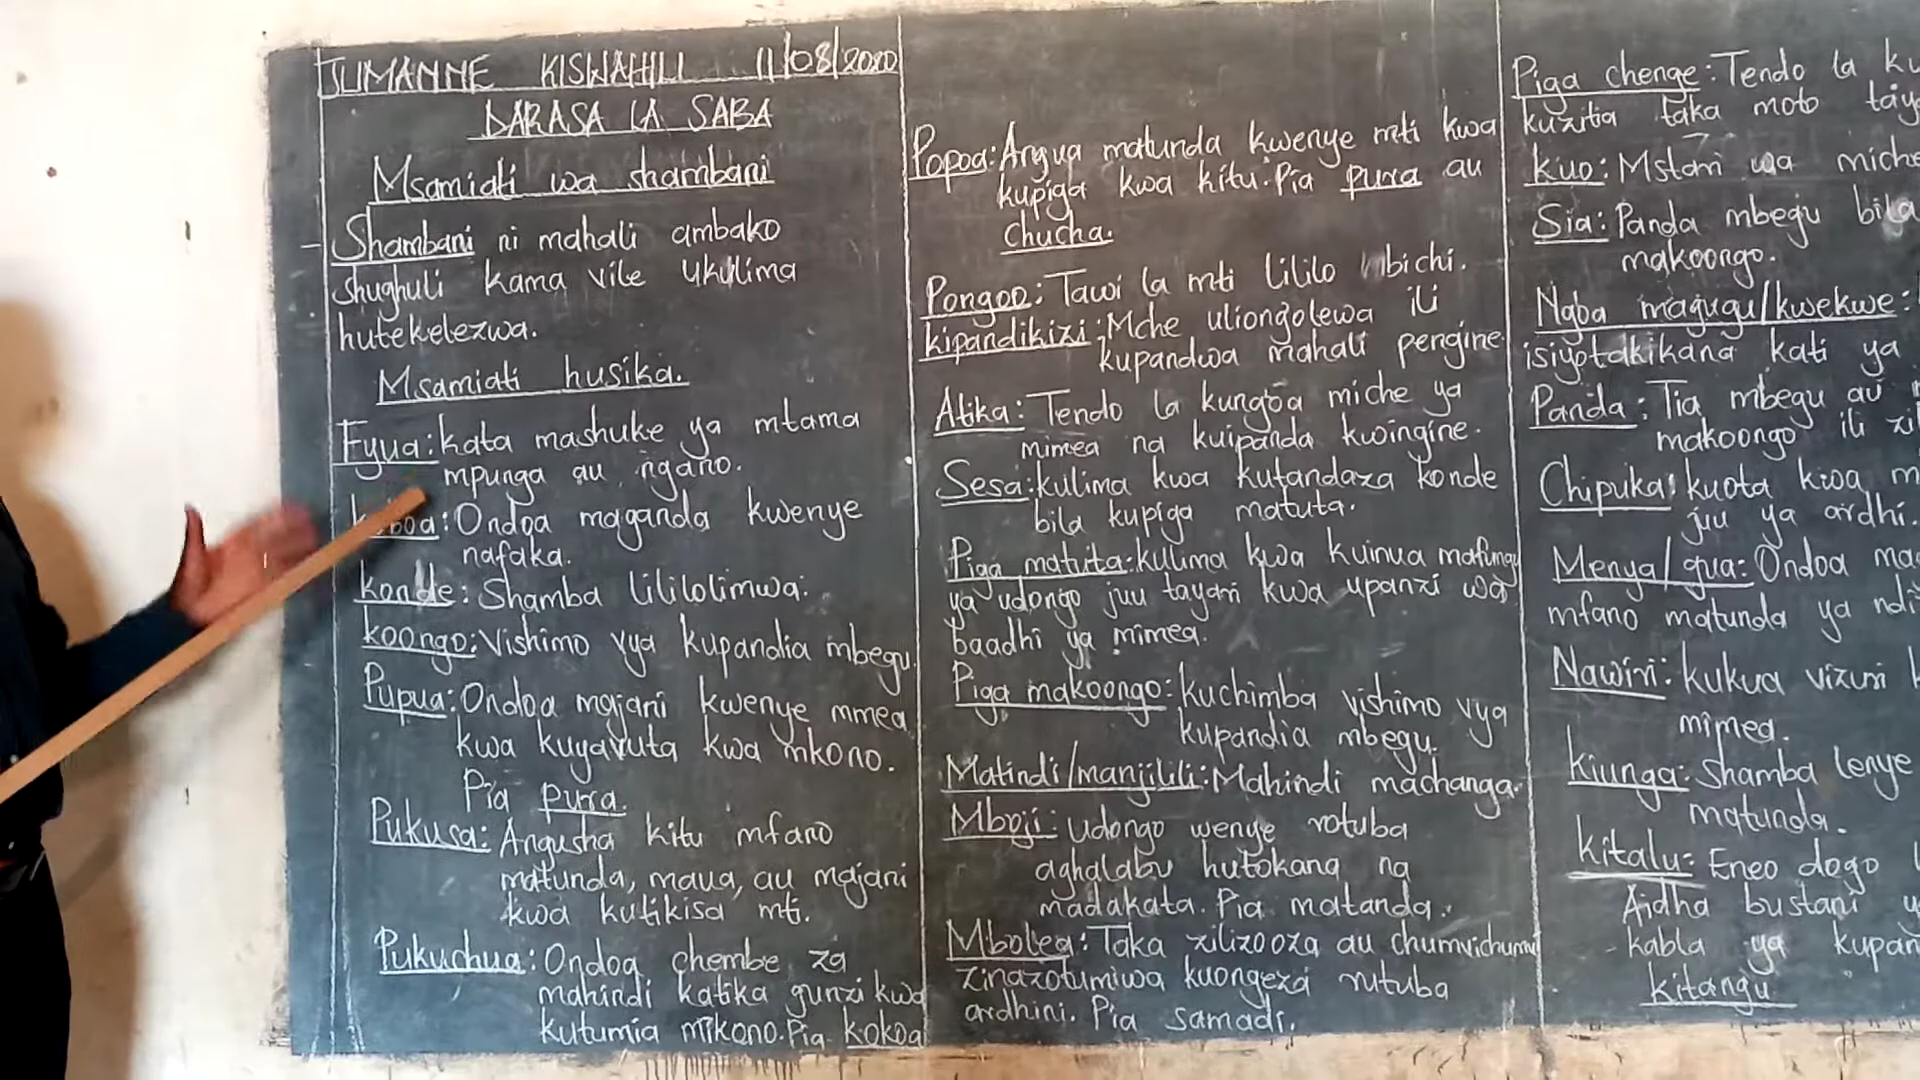 JUMANNE KISWAHILI 11/08/2020
DARASA LA SABA
Msamiati wa shambani
Shambani ni mahali ambako
shughuli kama vile ukulima
hutekelezwa.
Msamiati husika.
Fyua: kata mashuke ya mtama
mpunga au ngano.
Ondoa maganda kwenye
nafaka.
konde: Shamba lililolimwa.
koongo: Vishimo vya kupandia mbegu.
Pupua: Ondoa majani kwenye mmea
kwa kuyavuta kwa mkono.
Pia pura.
Pukusa: Angusha kitu mfano
matunda, maua, au majani
kwa kutikisa mti.
Pukuchua: Ondoa chembe za
mahindi katika gunzi kwa
kutumia mikono. Pia kokoa
Popoa: Angua matunda kwenye mti kwa
kupiga kwa kitu. Pia pura au
chucha.
Pongoo: Tawi la mti lililo bichi.
kipandikizi: Mche uliongolewa ili
kupandwa mahali pengine
Atika: Tendo la kung'oa miche ya
mimea na kuipanda kwingine.
Sesa: kulima kwa kutandaza konde
bila kupiga matuta.
Piga matuta: kulima kwa kuinua mafungu
ya udongo juu tayari kwa upanzi wa
baadhi ya mimea.
Piga makoongo: kuchimba vishimo vya
kupandia mbegu.
Matindi/manjilili: Mahindi machanga.
Mboji: Udongo wenye rotuba
aghalabu hutokana na
madakata. Pia matanda.
Mbolea: Taka zilizooza au chumvichumvi
zinazotumiwa kuongeza rutuba
ardhini. Pia samadi.
Piga chenge: Tendo la ku
kuzitia taka moto taya
Kuo: Mstari wa miche
Sia: Panda mbegu bila
makoongo.
Ngoa magugu/kwekwe:
isiyotakikana kati ya
Panda: Tia mbegu au
makoongo ili zi
Chipuka: kuota kwa m
juu ya ardhi.
Menya/gua: Ondoa ma
mfano matunda ya ndi
Nawiri: kukua vizuri k
mimea.
kiunga: Shamba lenye
matunda.
kitalu: Eneo dogo
Aidha bustani y
kabla ya kupan
kitangu